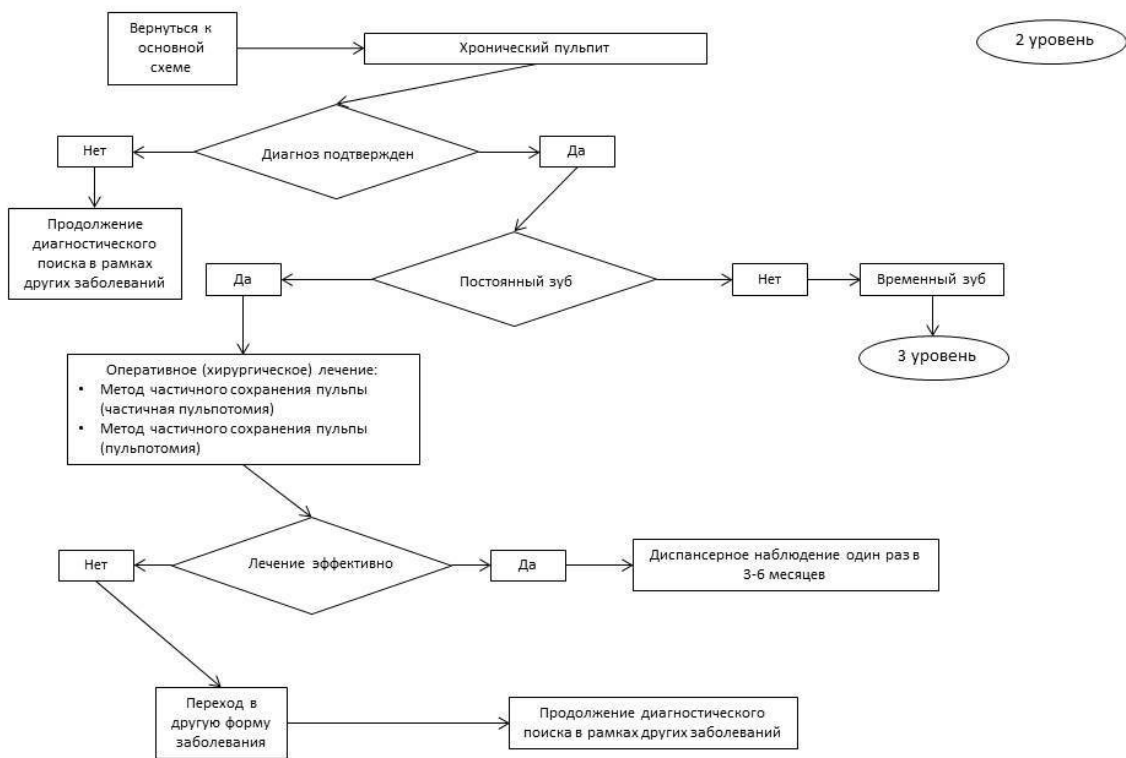 Вернуться к
основной
схеме
Хронический пульпит
2 уровень
Нет
Диагноз подтвержден
Да
Продолжение
диагностического
поиска в рамках
других заболеваний
Да
Постоянный зуб
Нет
Временный зуб
3 уровень
Оперативное (хирургическое) лечение:
• Метод частичного сохранения пульпы
(частичная пульпотомия)
• Метод частичного сохранения пульпы
(пульпотомия)
Нет
Лечение эффективно
Да
Диспансерное наблюдение один раз в
3-6 месяцев
Переход в
другую форму
заболевания
Продолжение диагностического
поиска в рамках других заболеваний